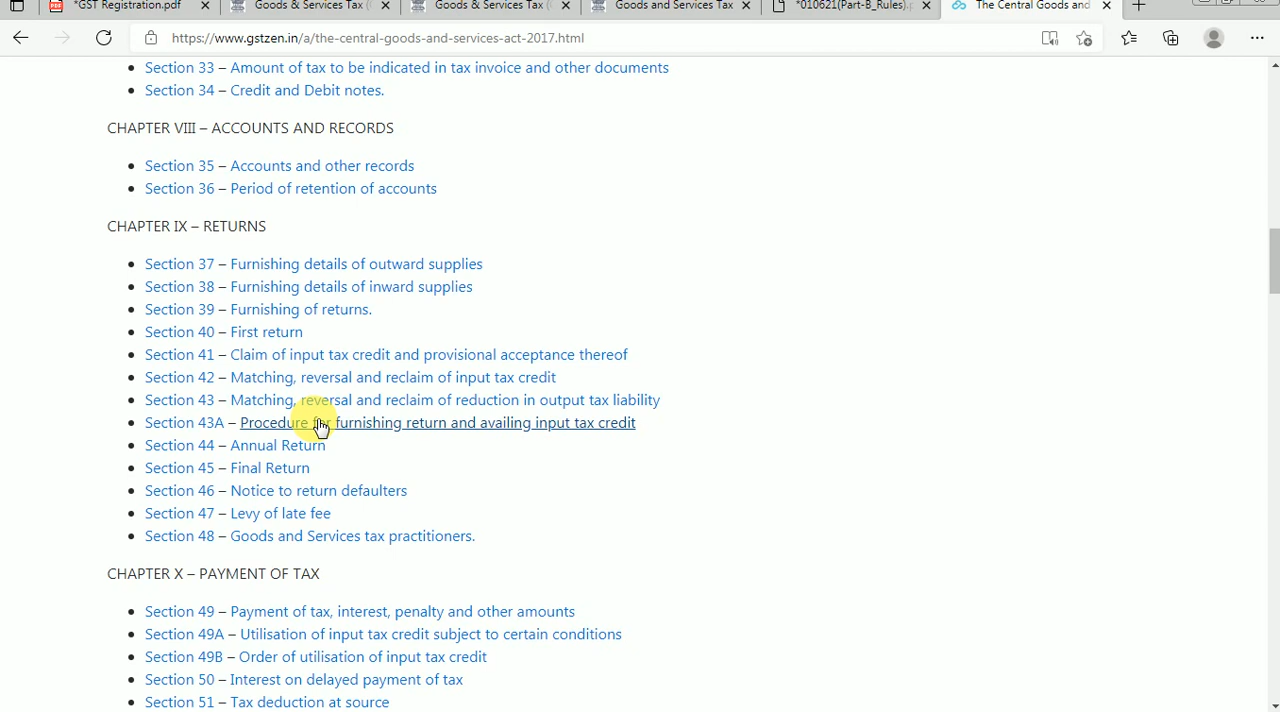 *GST Registration.pdf
Goods & Services Tax (
Goods & Services Tax (
Goods and Services Tax
*010621(Part-B_Rules).p
The Central Goods and
https://www.gstzen.in/a/the-central-goods-and-services-act-2017.html
Section 33 – Amount of tax to be indicated in tax invoice and other documents
Section 34 – Credit and Debit notes.
CHAPTER VIII – ACCOUNTS AND RECORDS
Section 35 – Accounts and other records
Section 36 – Period of retention of accounts
CHAPTER IX – RETURNS
Section 37 – Furnishing details of outward supplies
Section 38 – Furnishing details of inward supplies
Section 39 – Furnishing of returns.
Section 40 – First return
Section 41 – Claim of input tax credit and provisional acceptance thereof
Section 42 – Matching, reversal and reclaim of input tax credit
Section 43 – Matching, reversal and reclaim of reduction in output tax liability
Section 43A – Procedure for furnishing return and availing input tax credit
Section 44 – Annual Return
Section 45 – Final Return
Section 46 – Notice to return defaulters
Section 47 – Levy of late fee
Section 48 – Goods and Services tax practitioners.
CHAPTER X – PAYMENT OF TAX
Section 49 – Payment of tax, interest, penalty and other amounts
Section 49A – Utilisation of input tax credit subject to certain conditions
Section 49B – Order of utilisation of input tax credit
Section 50 – Interest on delayed payment of tax
Section 51 – Tax deduction at source